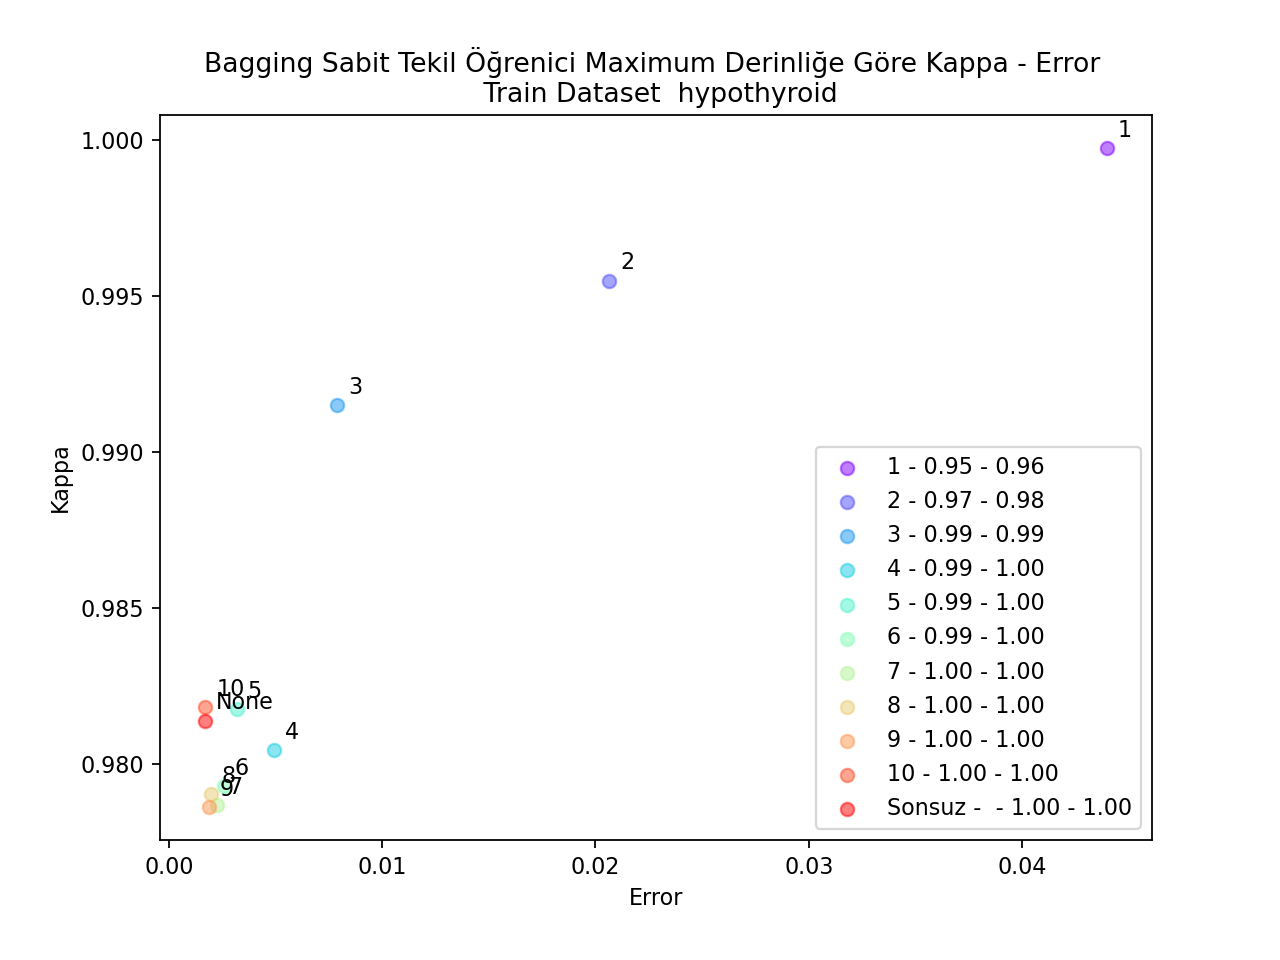 Bagging Sabit Tekil Öğrenici Maximum Derinliğe Göre Kappa - Error
Train Dataset  hypothyroid
1.000
0.995
0.990
0.985
0.980
Kappa
1
2
3
10
5
None
4
6
8
7
9
1 - 0.95 - 0.96
2 - 0.97 - 0.98
3 - 0.99 - 0.99
4 - 0.99 - 1.00
5 - 0.99 - 1.00
6 - 0.99 - 1.00
7 - 1.00 - 1.00
8 - 1.00 - 1.00
9 - 1.00 - 1.00
10 - 1.00 - 1.00
Sonsuz -  - 1.00 - 1.00
0.00 0.01 0.02 0.03 0.04
Error